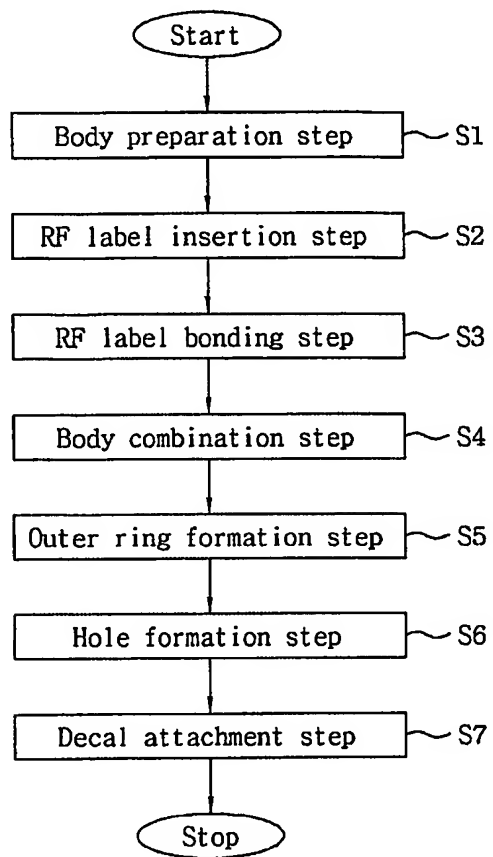 Start
Body preparation step S1
RF label insertion step S2
RF label bonding step S3
Body combination step S4
Outer ring formation step S5
Hole formation step S6
Decal attachment step S7
Stop